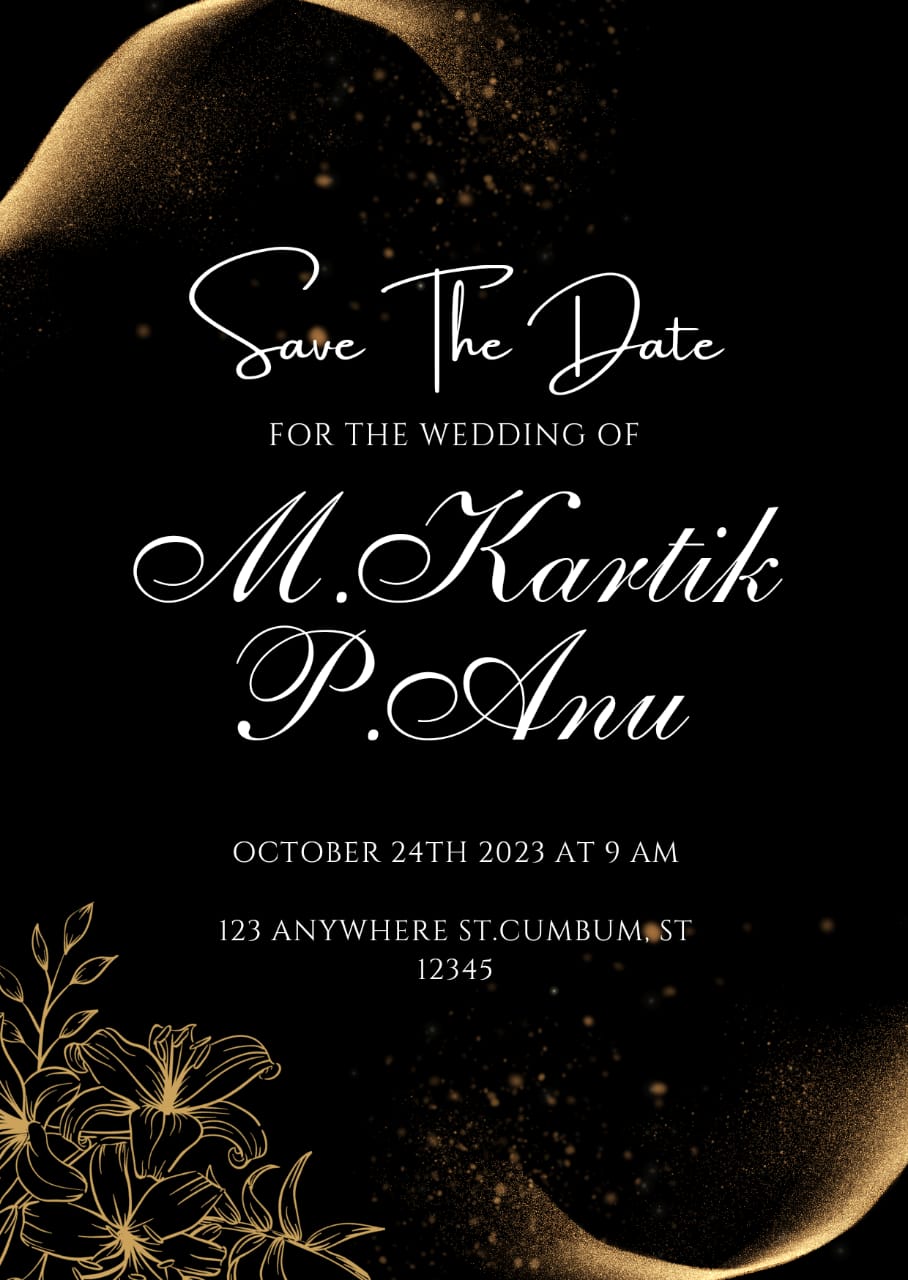 Save The Date
FOR THE WEDDING OF
M.Kartik
P.Anu
OCTOBER 24TH 2023 AT 9 AM
123 ANYWHERE ST.CUMBUM, ST
12345